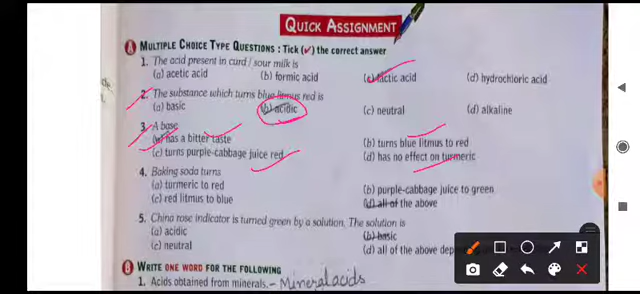 QUICK ASSIGNMENT
A MULTIPLE CHOICE TYPE QUESTIONS : Tick (✓) the correct answer
1. The acid present in curd / sour milk is
(a) acetic acid (b) formic acid (c) lactic acid (d) hydrochloric acid
2. The substance which turns blue litmus red is
(a) basic (b) acidic (c) neutral (d) alkaline
3. A base
(a) has a bitter taste (b) turns blue litmus to red
(c) turns purple-cabbage juice red (d) has no effect on turmeric
4. Baking soda turns
(a) turmeric to red (b) purple-cabbage juice to green
(c) red litmus to blue (d) all of the above
5. China rose indicator is turned green by a solution. The solution is
(a) acidic (b) basic
(c) neutral (d) all of the above
B WRITE ONE WORD FOR THE FOLLOWING
1. Acids obtained from minerals. - Mineral acids